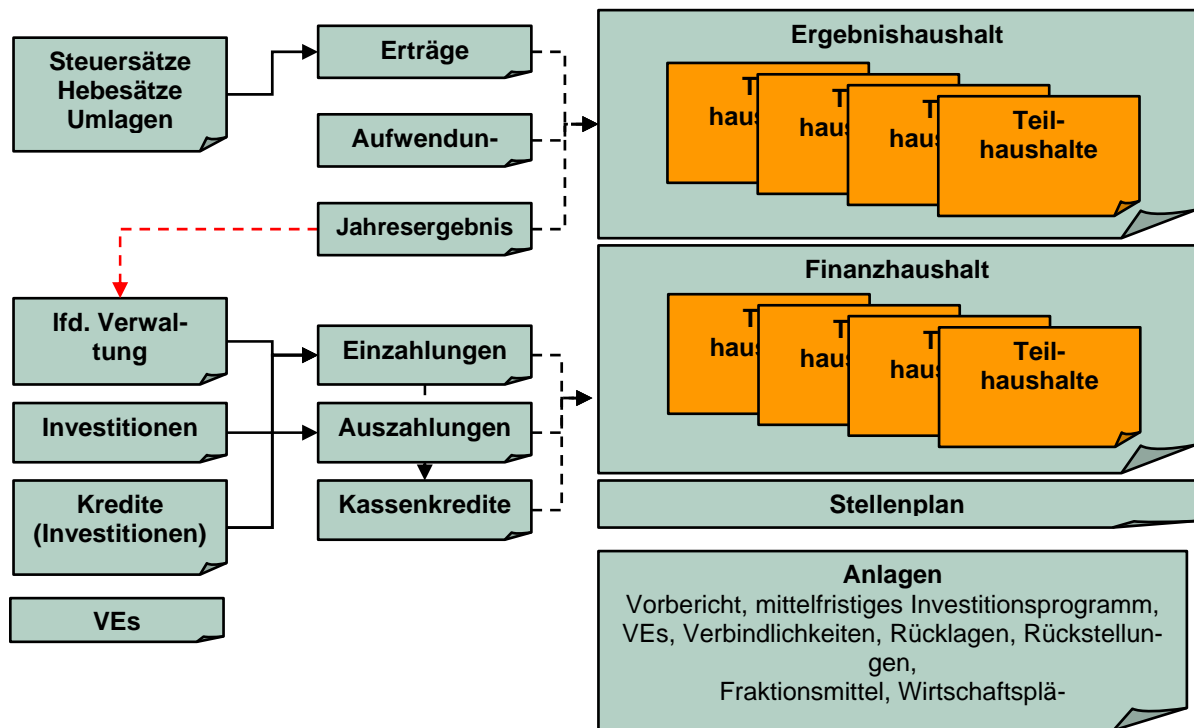 Steuersätze
Hebesätze
Umlagen
Erträge
Aufwendun-
Jahresergebnis
Ergebnishaushalt
Teil-
haushalte
lfd. Verwal-
tung
Investitionen
Kredite
(Investitionen)
VEs
Einzahlungen
Auszahlungen
Kassenkredite
Finanzhaushalt
Teil-
haushalte
Stellenplan
Anlagen
Vorbericht, mittelfristiges Investitionsprogramm,
VEs, Verbindlichkeiten, Rücklagen, Rückstellun-
gen,
Fraktionsmittel, Wirtschaftsplä-